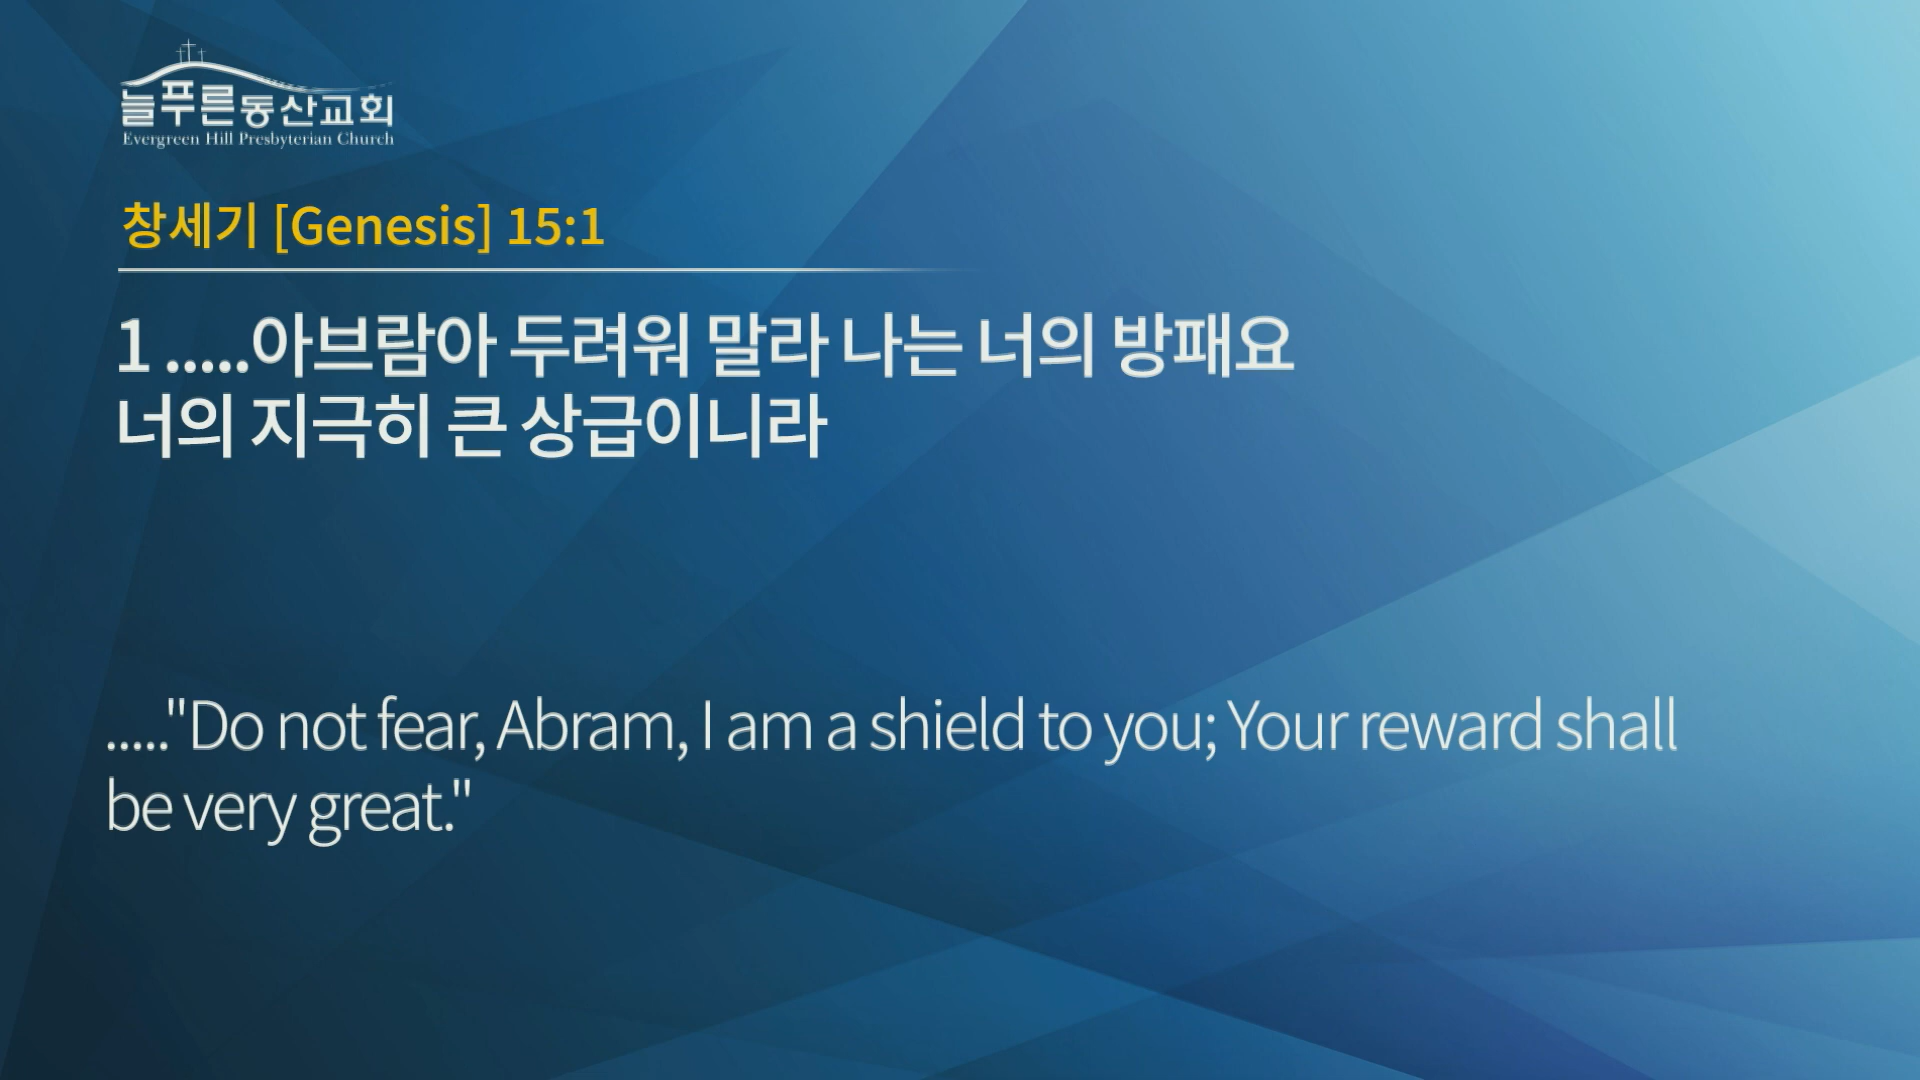 늘푸른동산교회
Evergreen Hill Presbyterian Church
창세기 [Genesis] 15:1
1 .....아브람아 두려워 말라 나는 너의 방패요
너의 지극히 큰 상급이니라
....."Do not fear, Abram, I am a shield to you; Your reward shall
be very great."